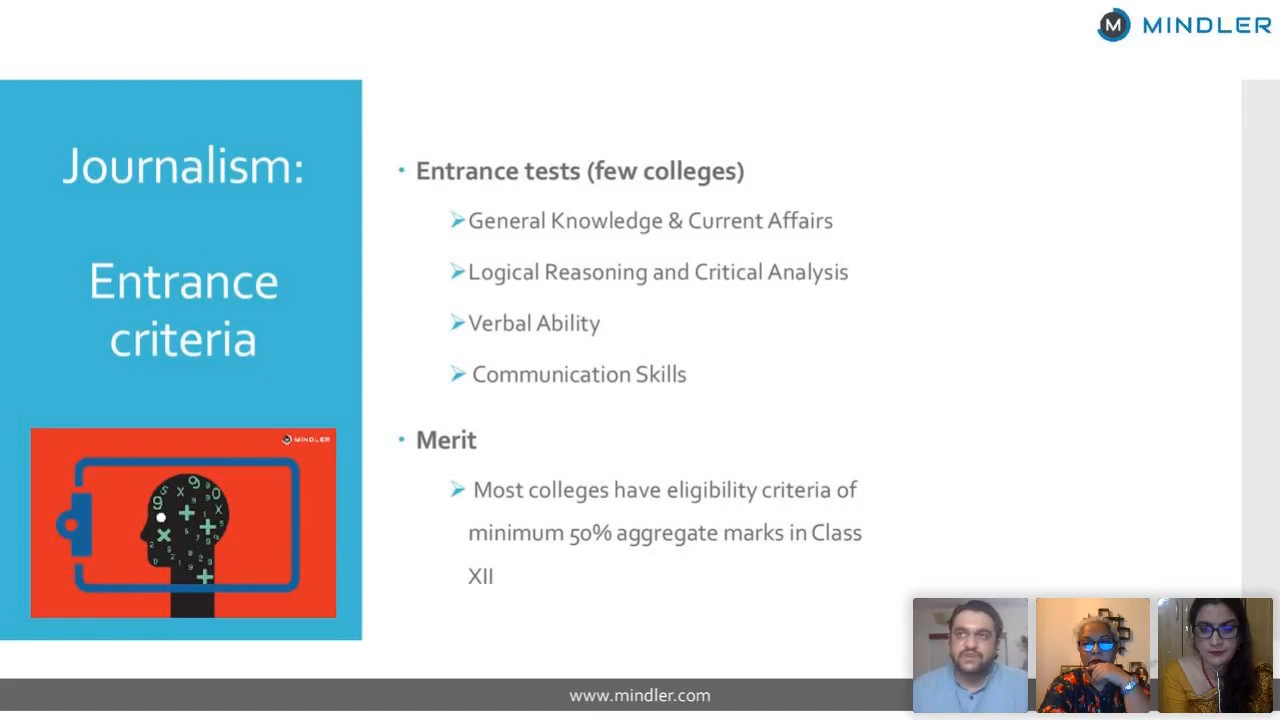 MINDLER
Journalism:
Entrance
criteria
MINDLER
• Entrance tests (few colleges)
➢General Knowledge & Current Affairs
➢Logical Reasoning and Critical Analysis
➢Verbal Ability
➢ Communication Skills
• Merit
➢ Most colleges have eligibility criteria of
minimum 50% aggregate marks in Class
XII
www.mindler.com